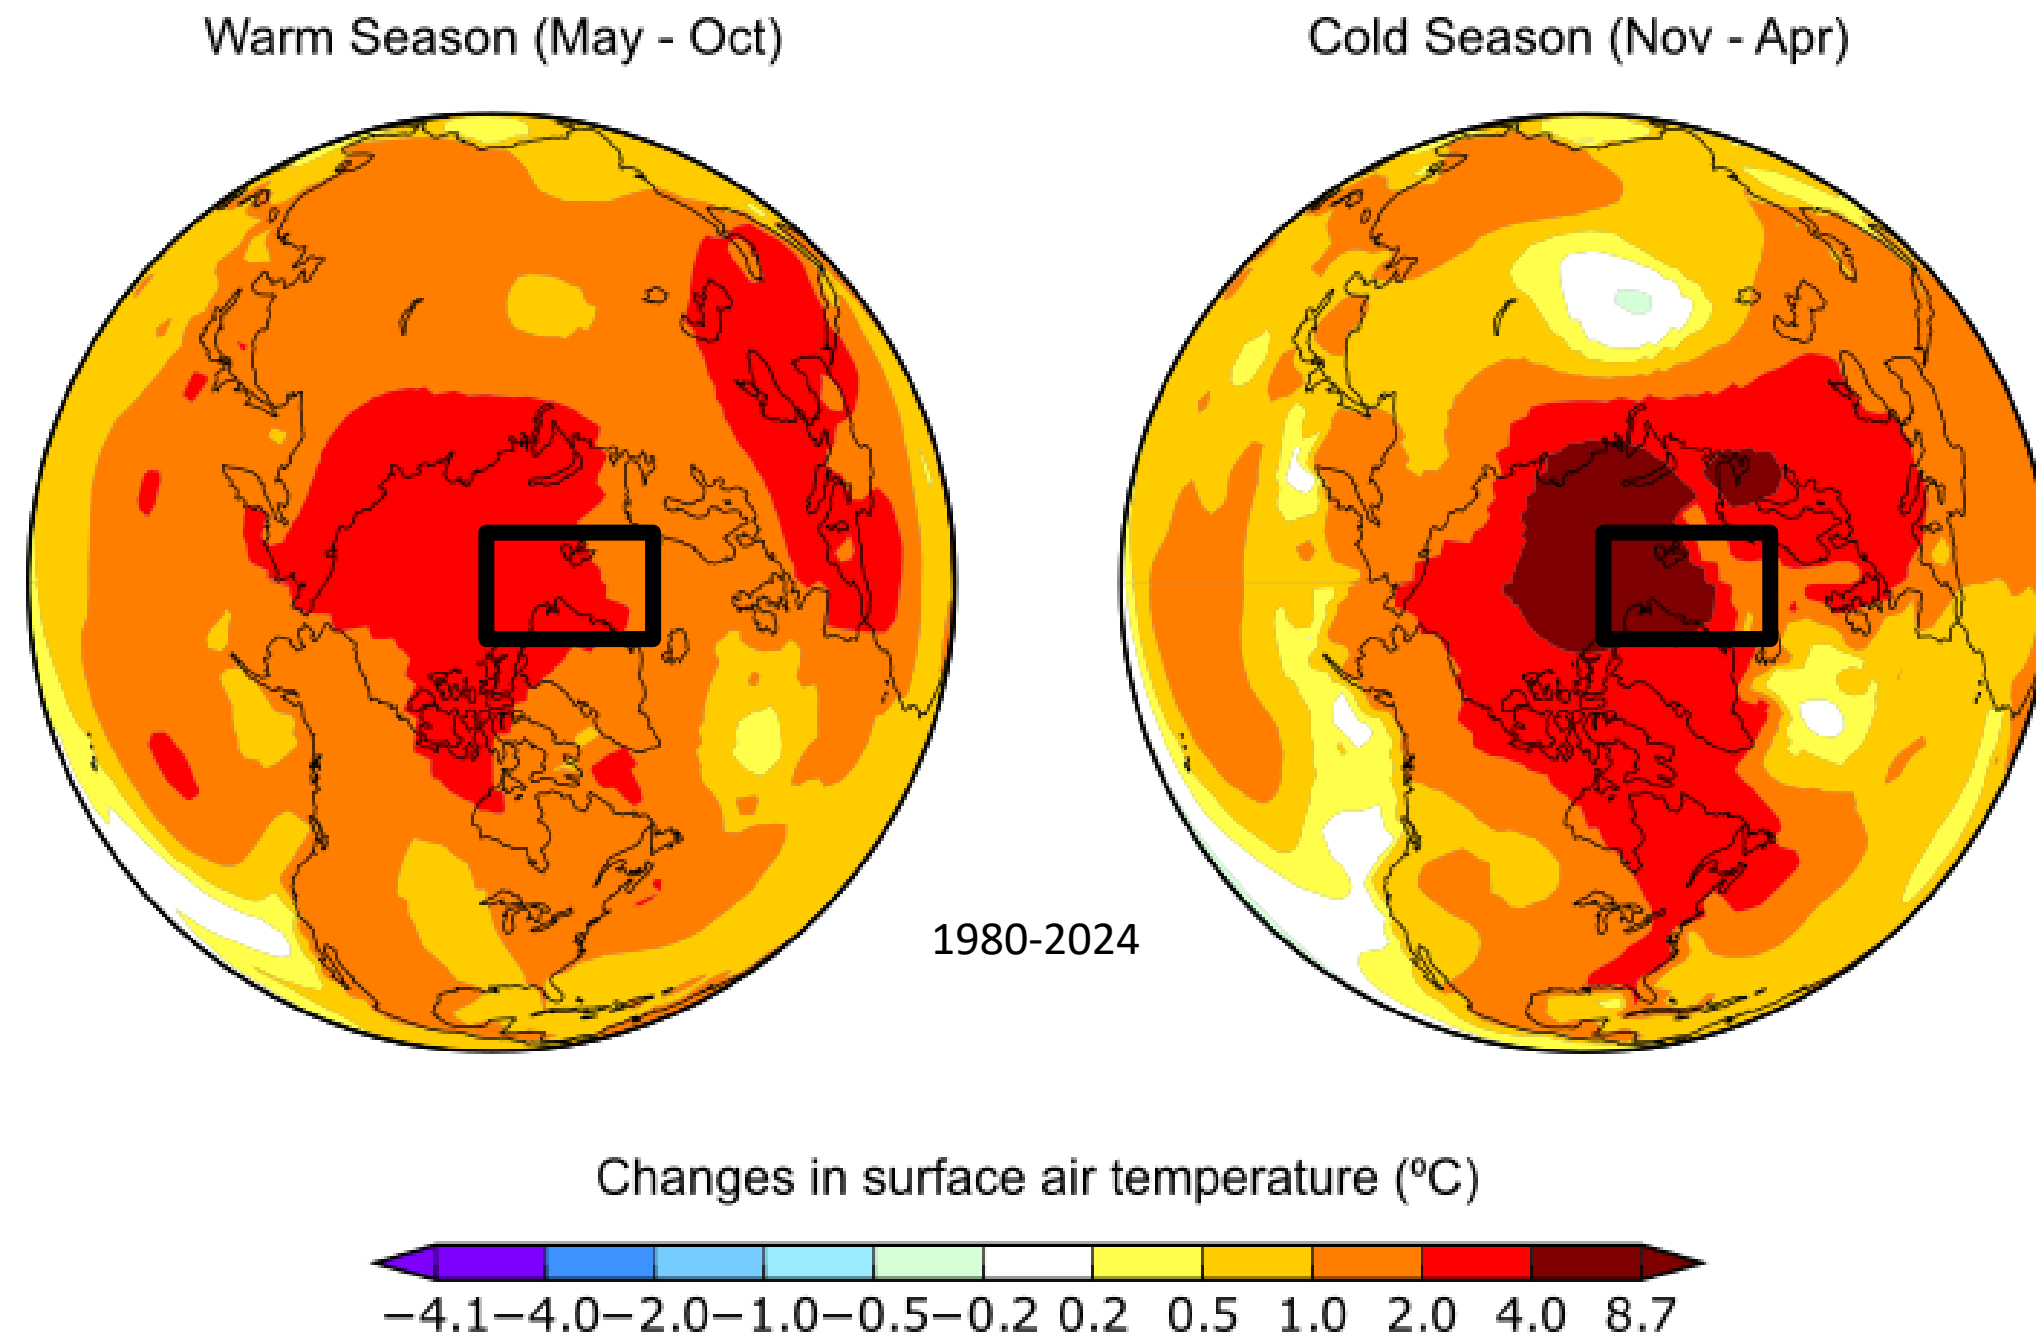 Warm Season (May - Oct)
Cold Season (Nov - Apr)
1980-2024
Changes in surface air temperature (ºC)
−4.1−4.0−2.0−1.0−0.5−0.2 0.2 0.5 1.0 2.0 4.0 8.7